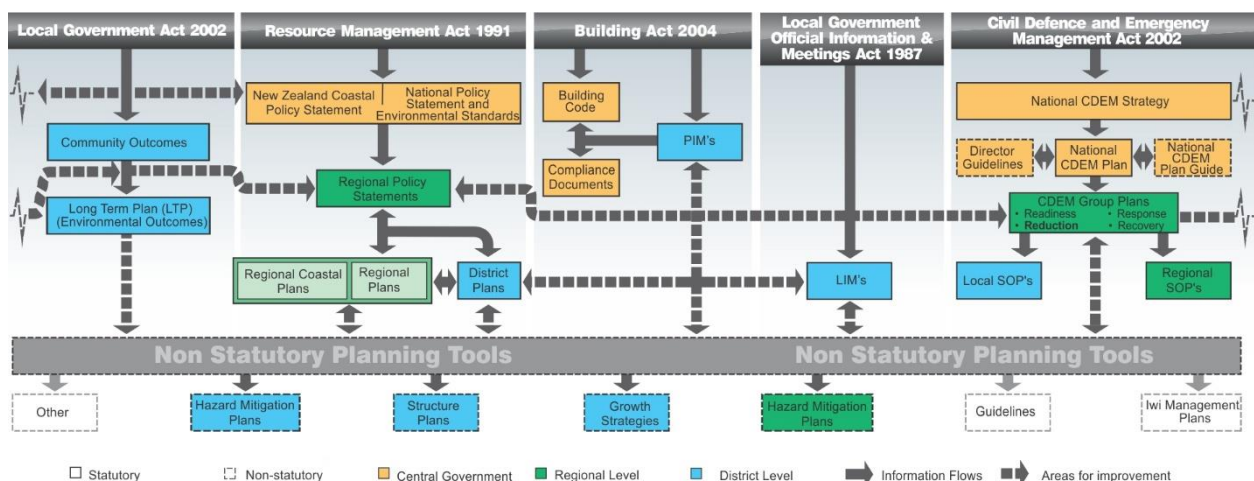 Local Government Act 2002
Resource Management Act 1991
Building Act 2004
Local Government
Official Information &
Meetings Act 1987
Civil Defence and Emergency
Management Act 2002
New Zealand Coastal
Policy Statement
National Policy
Statement and
Environmental Standards
Building
Code
National CDEM Strategy
Community Outcomes
PIM's
Compliance
Documents
Director
Guidelines
National
CDEM Plan
National
CDEM
Plan Guide
Regional Policy
Statements
Long Term Plan (LTP)
(Environmental Outcomes)
CDEM Group Plans
• Readiness • Response
• Reduction • Recovery
Regional Coastal
Plans
Regional
Plans
District
Plans
LIM's
Local SOP's
Regional
SOP's
Non Statutory Planning Tools
Non Statutory Planning Tools
Other
Hazard Mitigation
Plans
Structure
Plans
Growth
Strategies
Hazard Mitigation
Plans
Guidelines
Iwi Management
Plans
Statutory
Non-statutory
Central Government
Regional Level
District Level
Information Flows
Areas for improvement